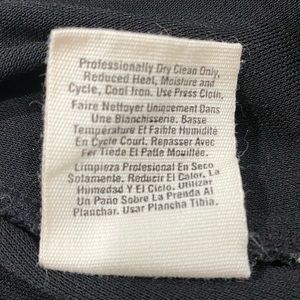 Professionally Dry Clean Only,
Reduced Heat, Moisture and
Cycle, Cool Iron. Use Press Cloth.
Faire Nettoyer Uniquement Dans
Une Blanchisserie. Basse
Température Et Faible Humidite
En Cycle Court. Repasser Avec
Fer Tiede Et Patte Mouillée.
Limpieza Profesional En Seco
Solamente. Reducir El Calor. La
Humedad Y El Ciclo. Utilizar
Un Paño Sobre La Prenda Al
Planchar. Usar Plancha Tibia.